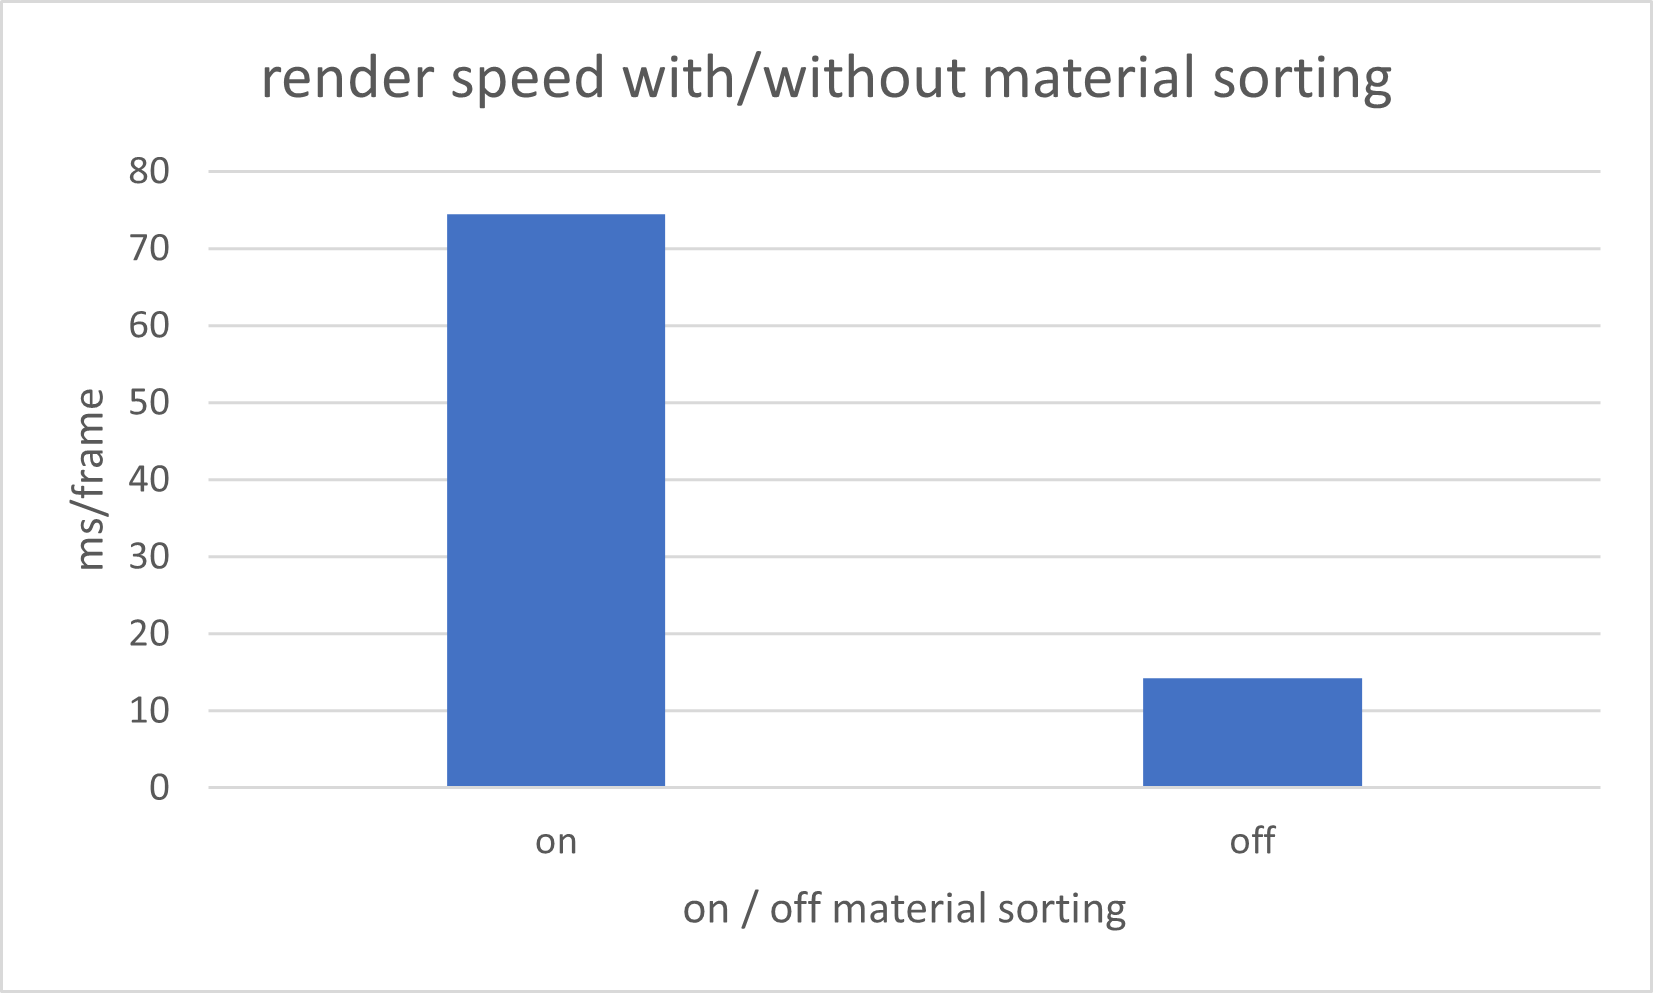 render speed with/without material sorting
80
70
60
50
40
30
20
10
0
ms/frame
on
off
on / off material sorting